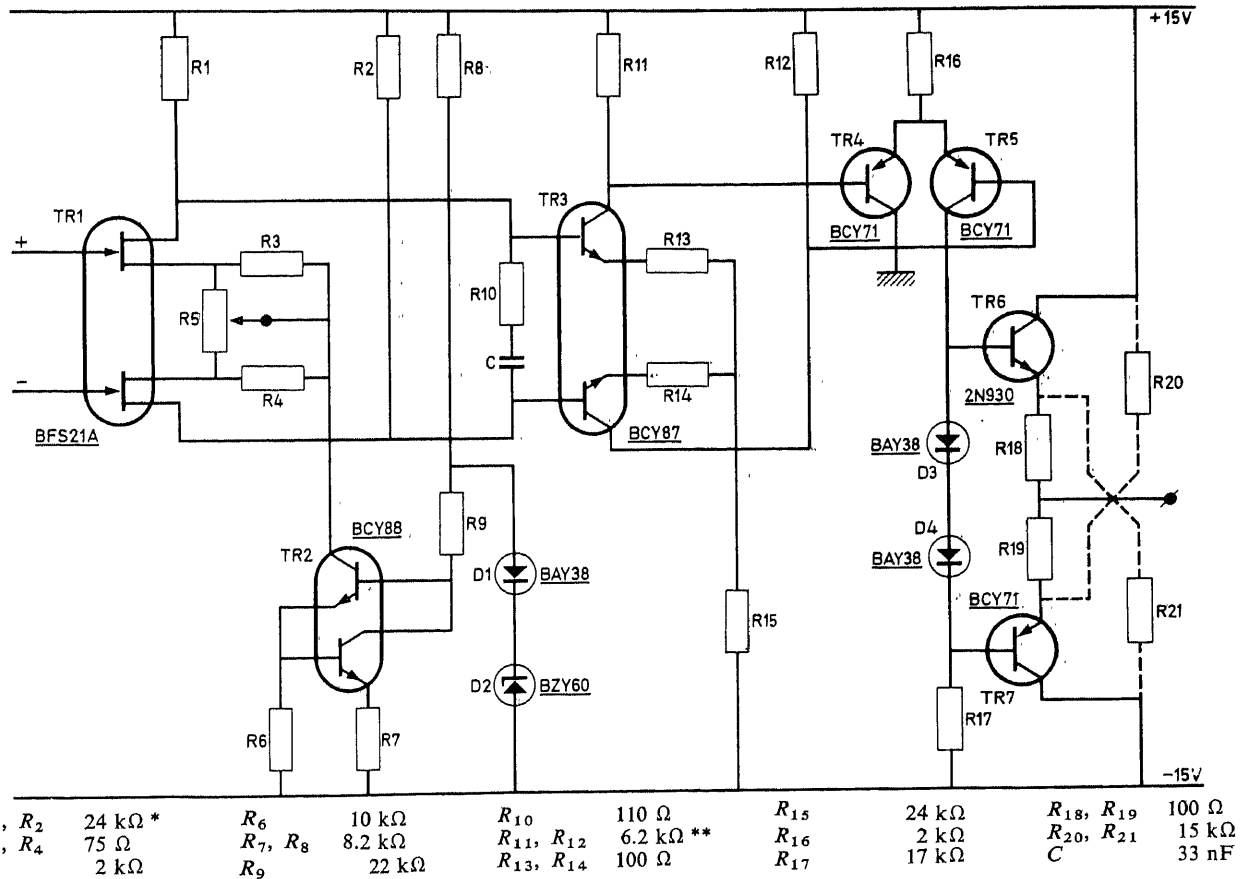 +15V
R1
R2
R8
R11
R12
R16
TR4
TR5
TR1
TR3
BCY71
BCY71
+
R3
R13
R10
R5
TR6
C
R14
R20
-
R4
2N930
BFS21A
BCY87
BAY38
R18
D3
R9
BCY88
D4
TR2
R19
D1
BAY38
BAY38
BCY71
R21
R15
D2
BZY60
TR7
R6
R7
R17
-15V
, R2 24 kΩ * R6 10 kΩ R10 110 Ω R15 24 kΩ R18, R19 100 Ω
, R4 75 Ω R7, R8 8.2 kΩ R11, R12 6.2 kΩ ** R16 2 kΩ R20, R21 15 kΩ
2 kΩ R9 22 kΩ R13, R14 100 Ω R17 17 kΩ C 33 nF